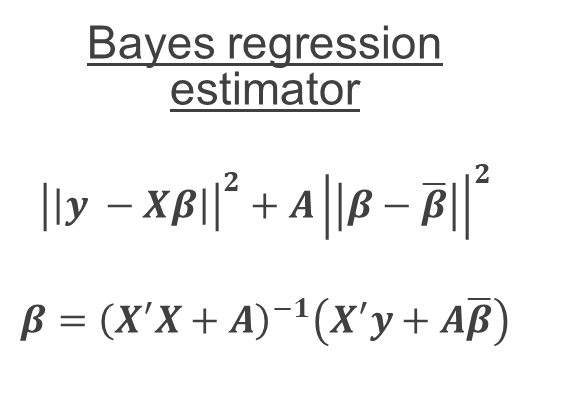 Bayes regression
estimator
||y − Xβ||² + A||β − β̅||²
β = (X′X + A)⁻¹(X′y + Aβ̅)